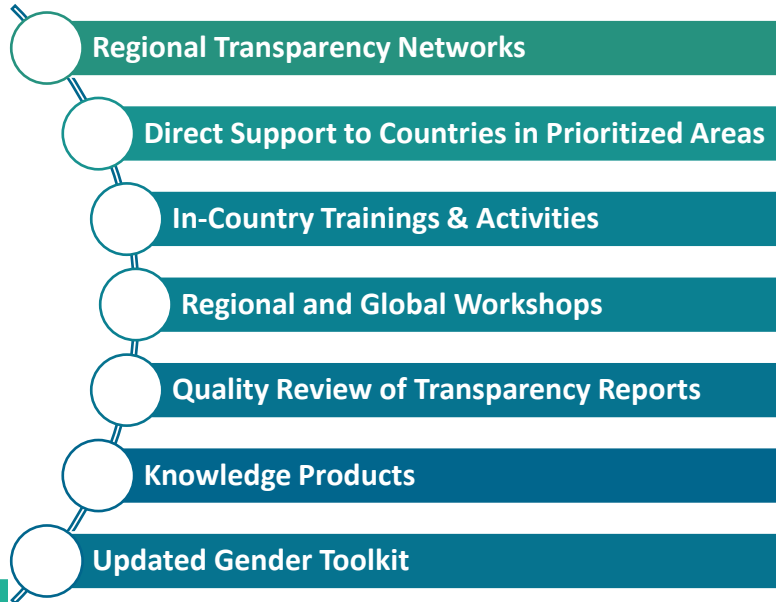 Regional Transparency Networks
Direct Support to Countries in Prioritized Areas
In-Country Trainings & Activities
Regional and Global Workshops
Quality Review of Transparency Reports
Knowledge Products
Updated Gender Toolkit